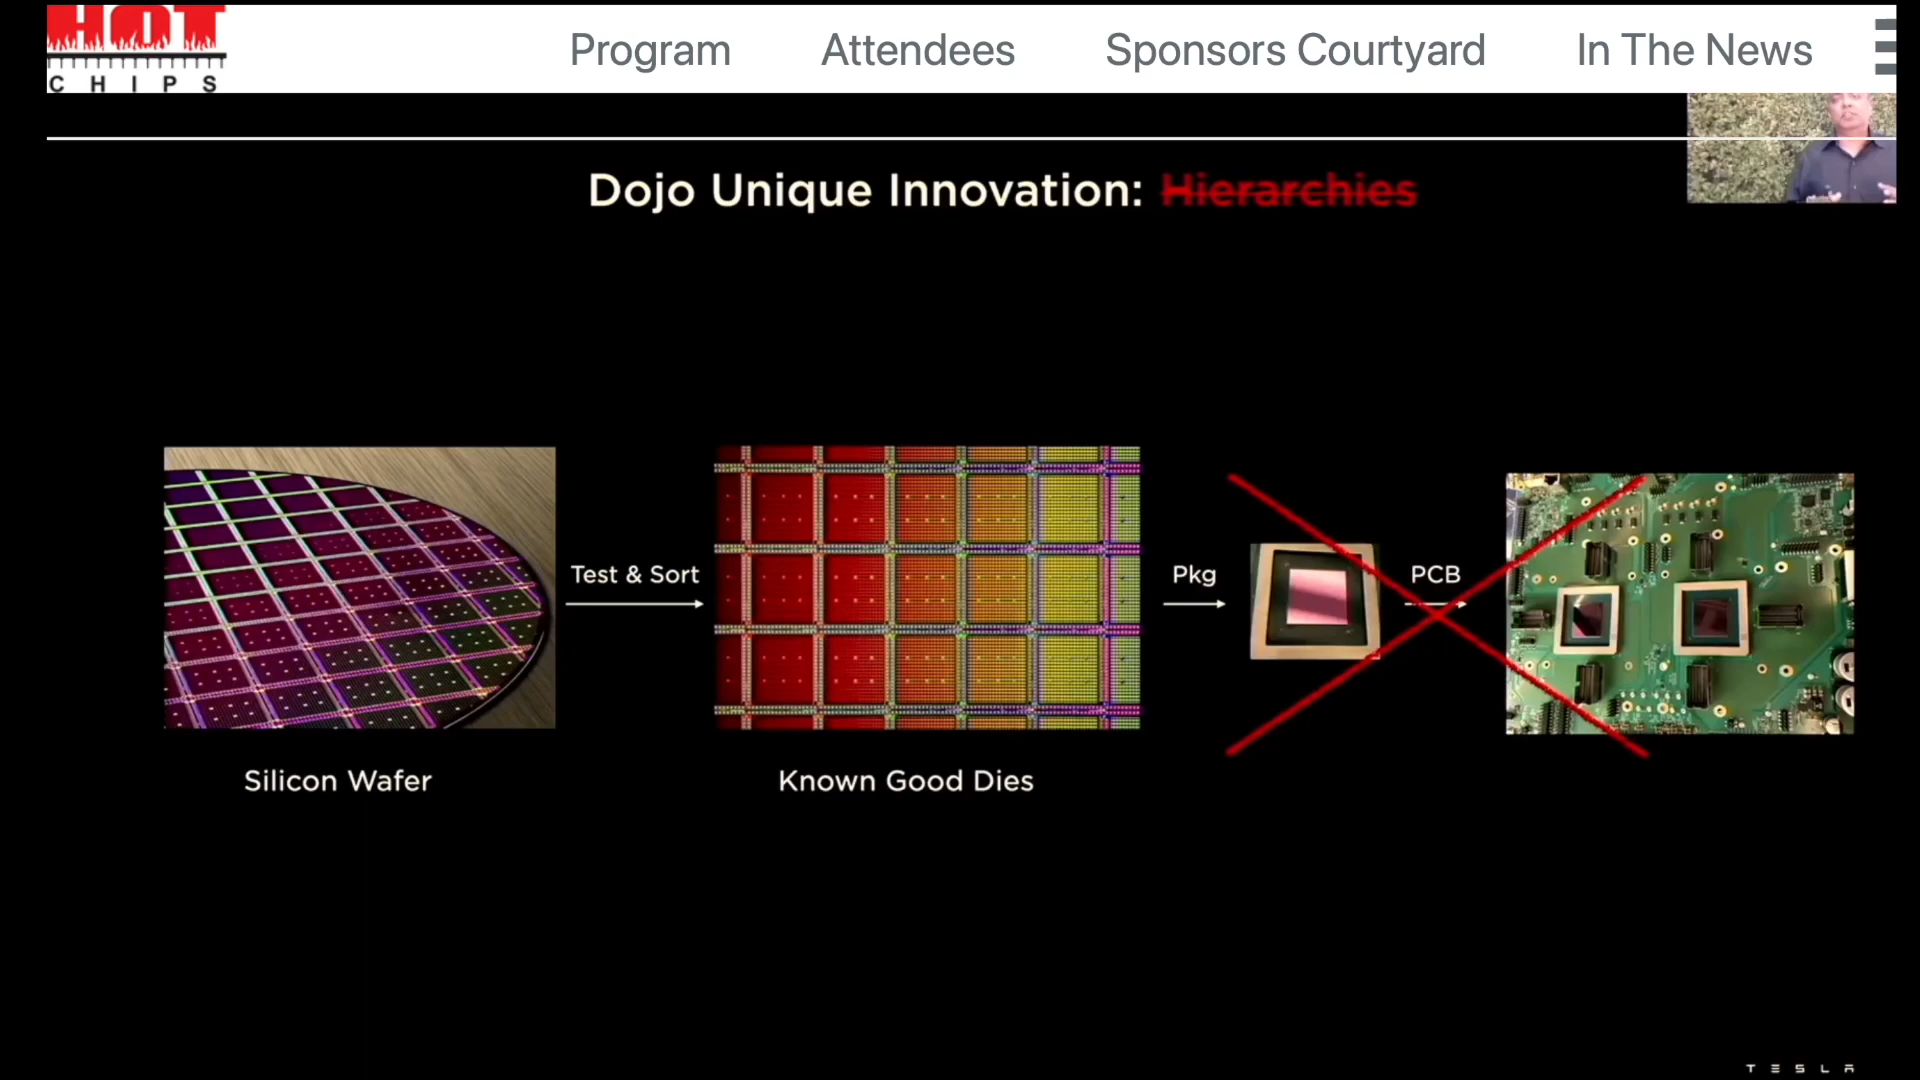 HOT
CHIPS
Program
Attendees
Sponsors Courtyard
In The News
Dojo Unique Innovation: Hierarchies
Test & Sort
Pkg
PCB
Silicon Wafer
Known Good Dies
TESLA